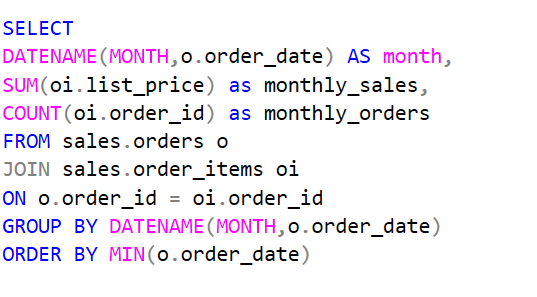 SELECT
DATENAME(MONTH,o.order_date) AS month,
SUM(oi.list_price) as monthly_sales,
COUNT(oi.order_id) as monthly_orders
FROM sales.orders o
JOIN sales.order_items oi
ON o.order_id = oi.order_id
GROUP BY DATENAME(MONTH,o.order_date)
ORDER BY MIN(o.order_date)